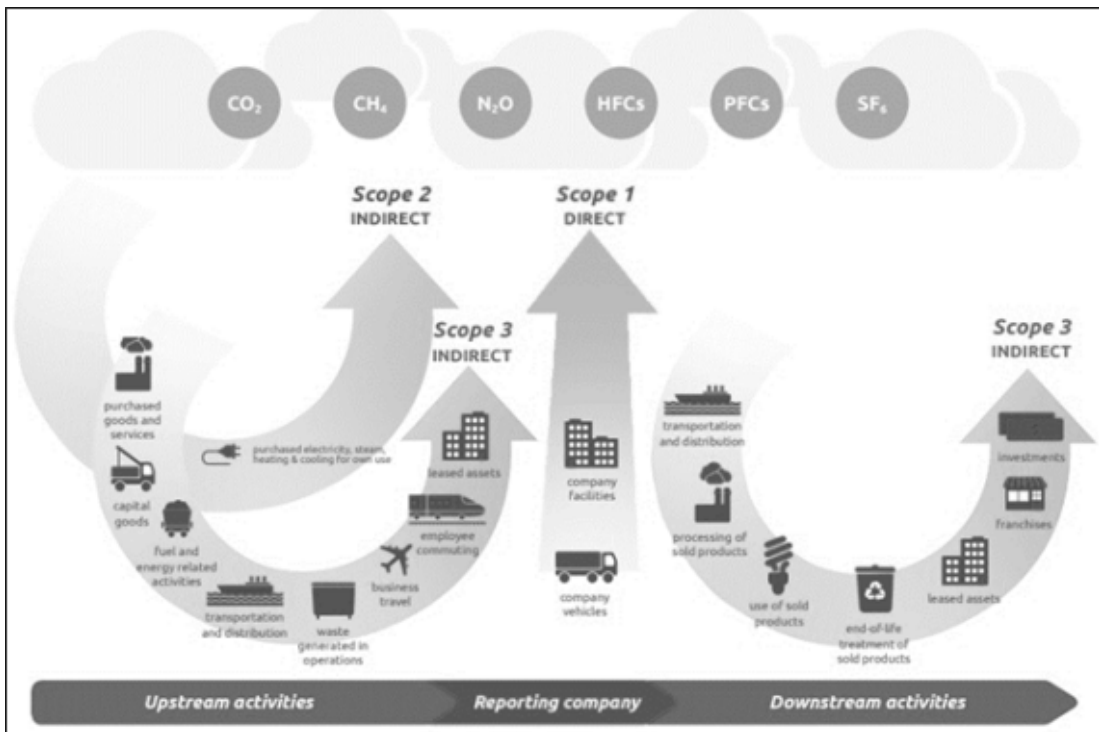 CO₂
CH₄
N₂O
HFCs
PFCs
SF₆
Scope 2
INDIRECT
Scope 1
DIRECT
Scope 3
INDIRECT
Scope 3
INDIRECT
purchased
goods and
services
capital
goods
fuel and
energy related
activities
transportation
and distribution
waste
generated in
operations
business
travel
employee
commuting
leased assets
purchased electricity, steam,
heating & cooling for own use
company
facilities
company
vehicles
transportation
and distribution
processing of
sold products
use of sold
products
end-of-life
treatment of
sold products
leased assets
franchises
investments
Upstream activities
Reporting company
Downstream activities